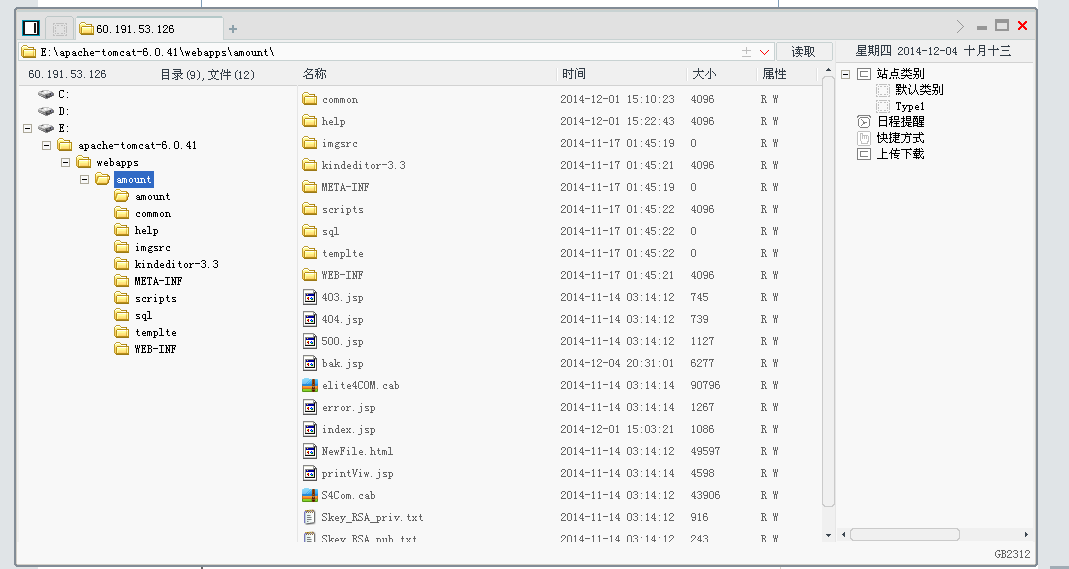 60.191.53.126
E:\apache-tomcat-6.0.41\webapps\amount\ 读取 星期四 2014-12-04 十月十三
60.191.53.126 目录(9),文件(12) 名称 时间 大小 属性
C:
D:
E:
apache-tomcat-6.0.41
webapps
amount
amount
common
help
imgsrc
kindeditor-3.3
META-INF
scripts
sql
templte
WEB-INF
common 2014-12-01 15:10:23 4096 R W
help 2014-12-01 15:22:43 4096 R W
imgsrc 2014-11-17 01:45:19 0 R W
kindeditor-3.3 2014-11-17 01:45:21 4096 R W
META-INF 2014-11-17 01:45:19 0 R W
scripts 2014-11-17 01:45:22 4096 R W
sql 2014-11-17 01:45:22 0 R W
templte 2014-11-17 01:45:22 0 R W
WEB-INF 2014-11-17 01:45:21 4096 R W
403.jsp 2014-11-14 03:14:12 745 R W
404.jsp 2014-11-14 03:14:12 739 R W
500.jsp 2014-11-14 03:14:12 1127 R W
bak.jsp 2014-12-04 20:31:01 6277 R W
elite4COM.cab 2014-11-14 03:14:14 90796 R W
error.jsp 2014-11-14 03:14:14 1267 R W
index.jsp 2014-12-01 15:03:21 1086 R W
NewFile.html 2014-11-14 03:14:12 49597 R W
printViw.jsp 2014-11-14 03:14:14 4598 R W
S4Com.cab 2014-11-14 03:14:12 43906 R W
Skey_RSA_priv.txt 2014-11-14 03:14:12 916 R W
Skey_RSA_pub.txt 2014-11-14 03:14:12 243 R W
站点类别
默认类别
Type1
日程提醒
快捷方式
上传下载
GB2312